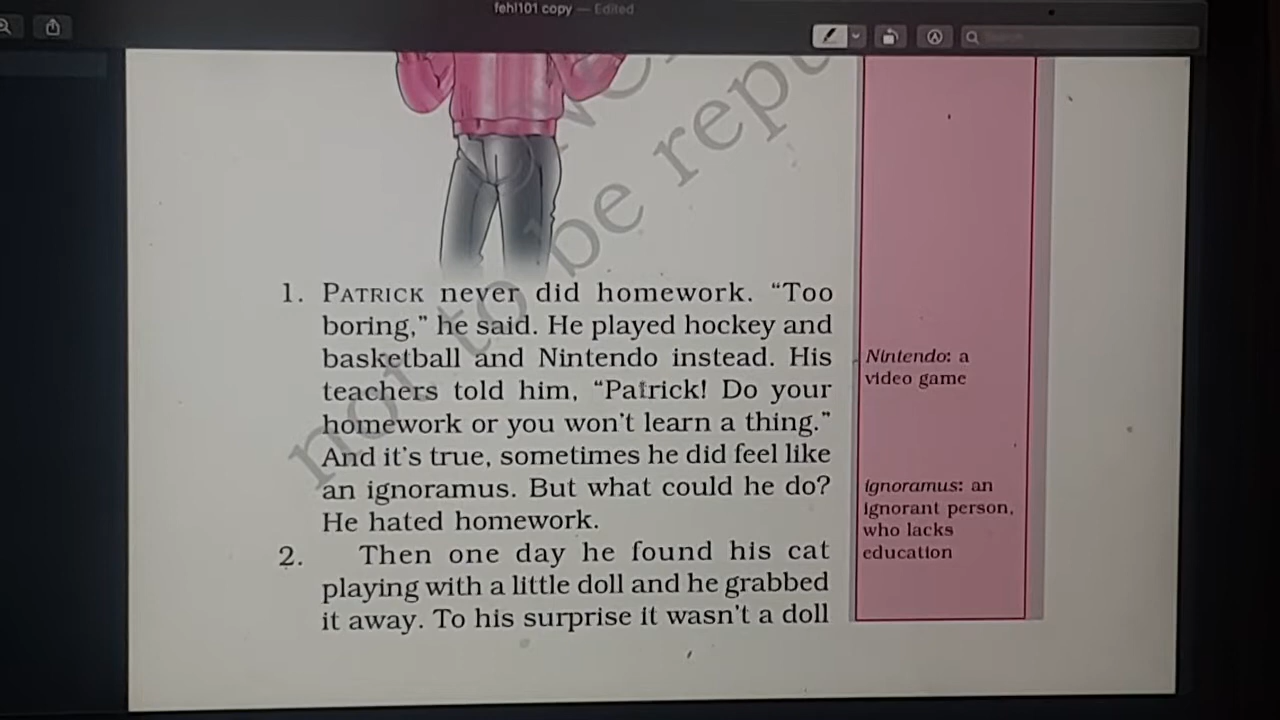 fehl101 copy — Edited
not to be repu
1. PATRICK never did homework. “Too
boring,” he said. He played hockey and
basketball and Nintendo instead. His
teachers told him, “Patrick! Do your
homework or you won’t learn a thing.”
And it’s true, sometimes he did feel like
an ignoramus. But what could he do?
He hated homework.
2. Then one day he found his cat
playing with a little doll and he grabbed
it away. To his surprise it wasn’t a doll
Nintendo: a
video game
ignoramus: an
ignorant person,
who lacks
education